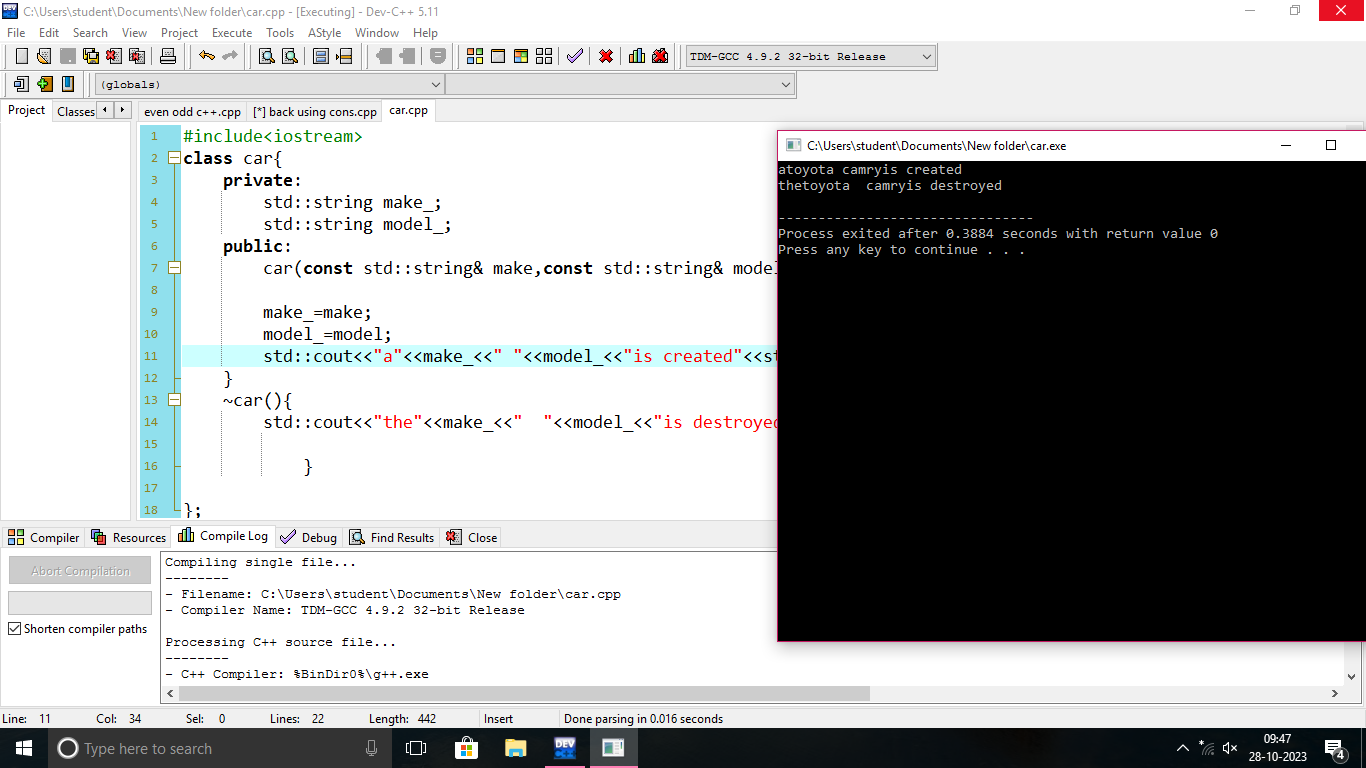 C:\Users\student\Documents\New folder\car.cpp - [Executing] - Dev-C++ 5.11
File Edit Search View Project Execute Tools AStyle Window Help
TDM-GCC 4.9.2 32-bit Release
(globals)
Project Classes
even odd c++.cpp [*] back using cons.cpp car.cpp
1 #include<iostream>
2 class car{
3 private:
4 std::string make_;
5 std::string model_;
6 public:
7 car(const std::string& make,const std::string& model
8
9 make_=make;
10 model_=model;
11 std::cout<<"a"<<make_<<" "<<model_<<"is created"<<st
12 }
13 ~car(){
14 std::cout<<"the"<<make_<<"  "<<model_<<"is destroyed
15
16 }
17
18 };
C:\Users\student\Documents\New folder\car.exe
atoyota camryis created
thetoyota  camryis destroyed
--------------------------------
Process exited after 0.3884 seconds with return value 0
Press any key to continue . . .
Compiler Resources Compile Log Debug Find Results Close
Abort Compilation
Shorten compiler paths
Compiling single file...
--------
- Filename: C:\Users\student\Documents\New folder\car.cpp
- Compiler Name: TDM-GCC 4.9.2 32-bit Release
Processing C++ source file...
--------
- C++ Compiler: %BinDir0%\g++.exe
Line: 11 Col: 34 Sel: 0 Lines: 22 Length: 442 Insert Done parsing in 0.016 seconds
Type here to search
DEV
09:47
28-10-2023
4